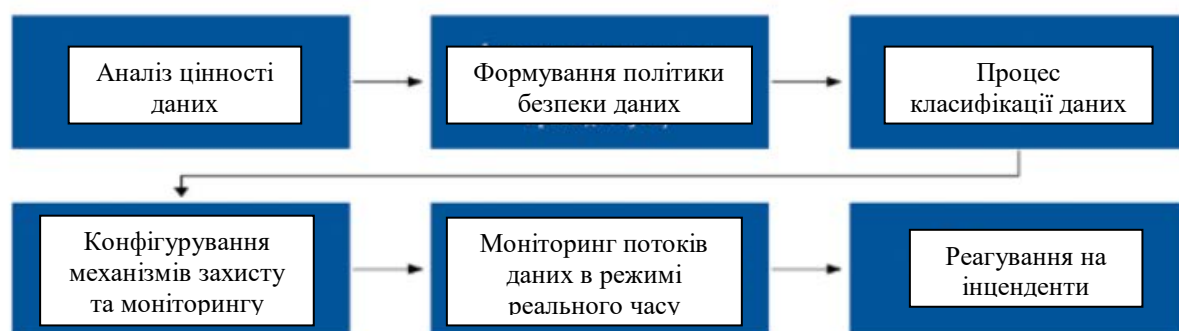 Аналіз цінності
даних
Формування політики
безпеки даних
Процес
класифікації даних
Конфігурування
механізмів захисту
та моніторингу
Моніторинг потоків
даних в режимі
реального часу
Реагування на
інценденти